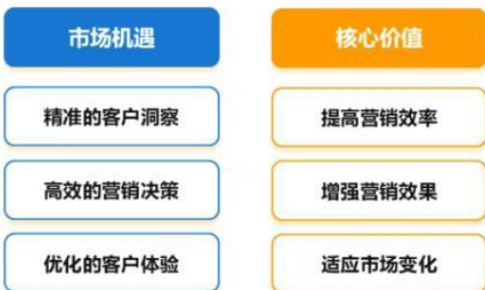 市场机遇
核心价值
精准的客户洞察
提高营销效率
高效的营销决策
增强营销效果
优化的客户体验
适应市场变化